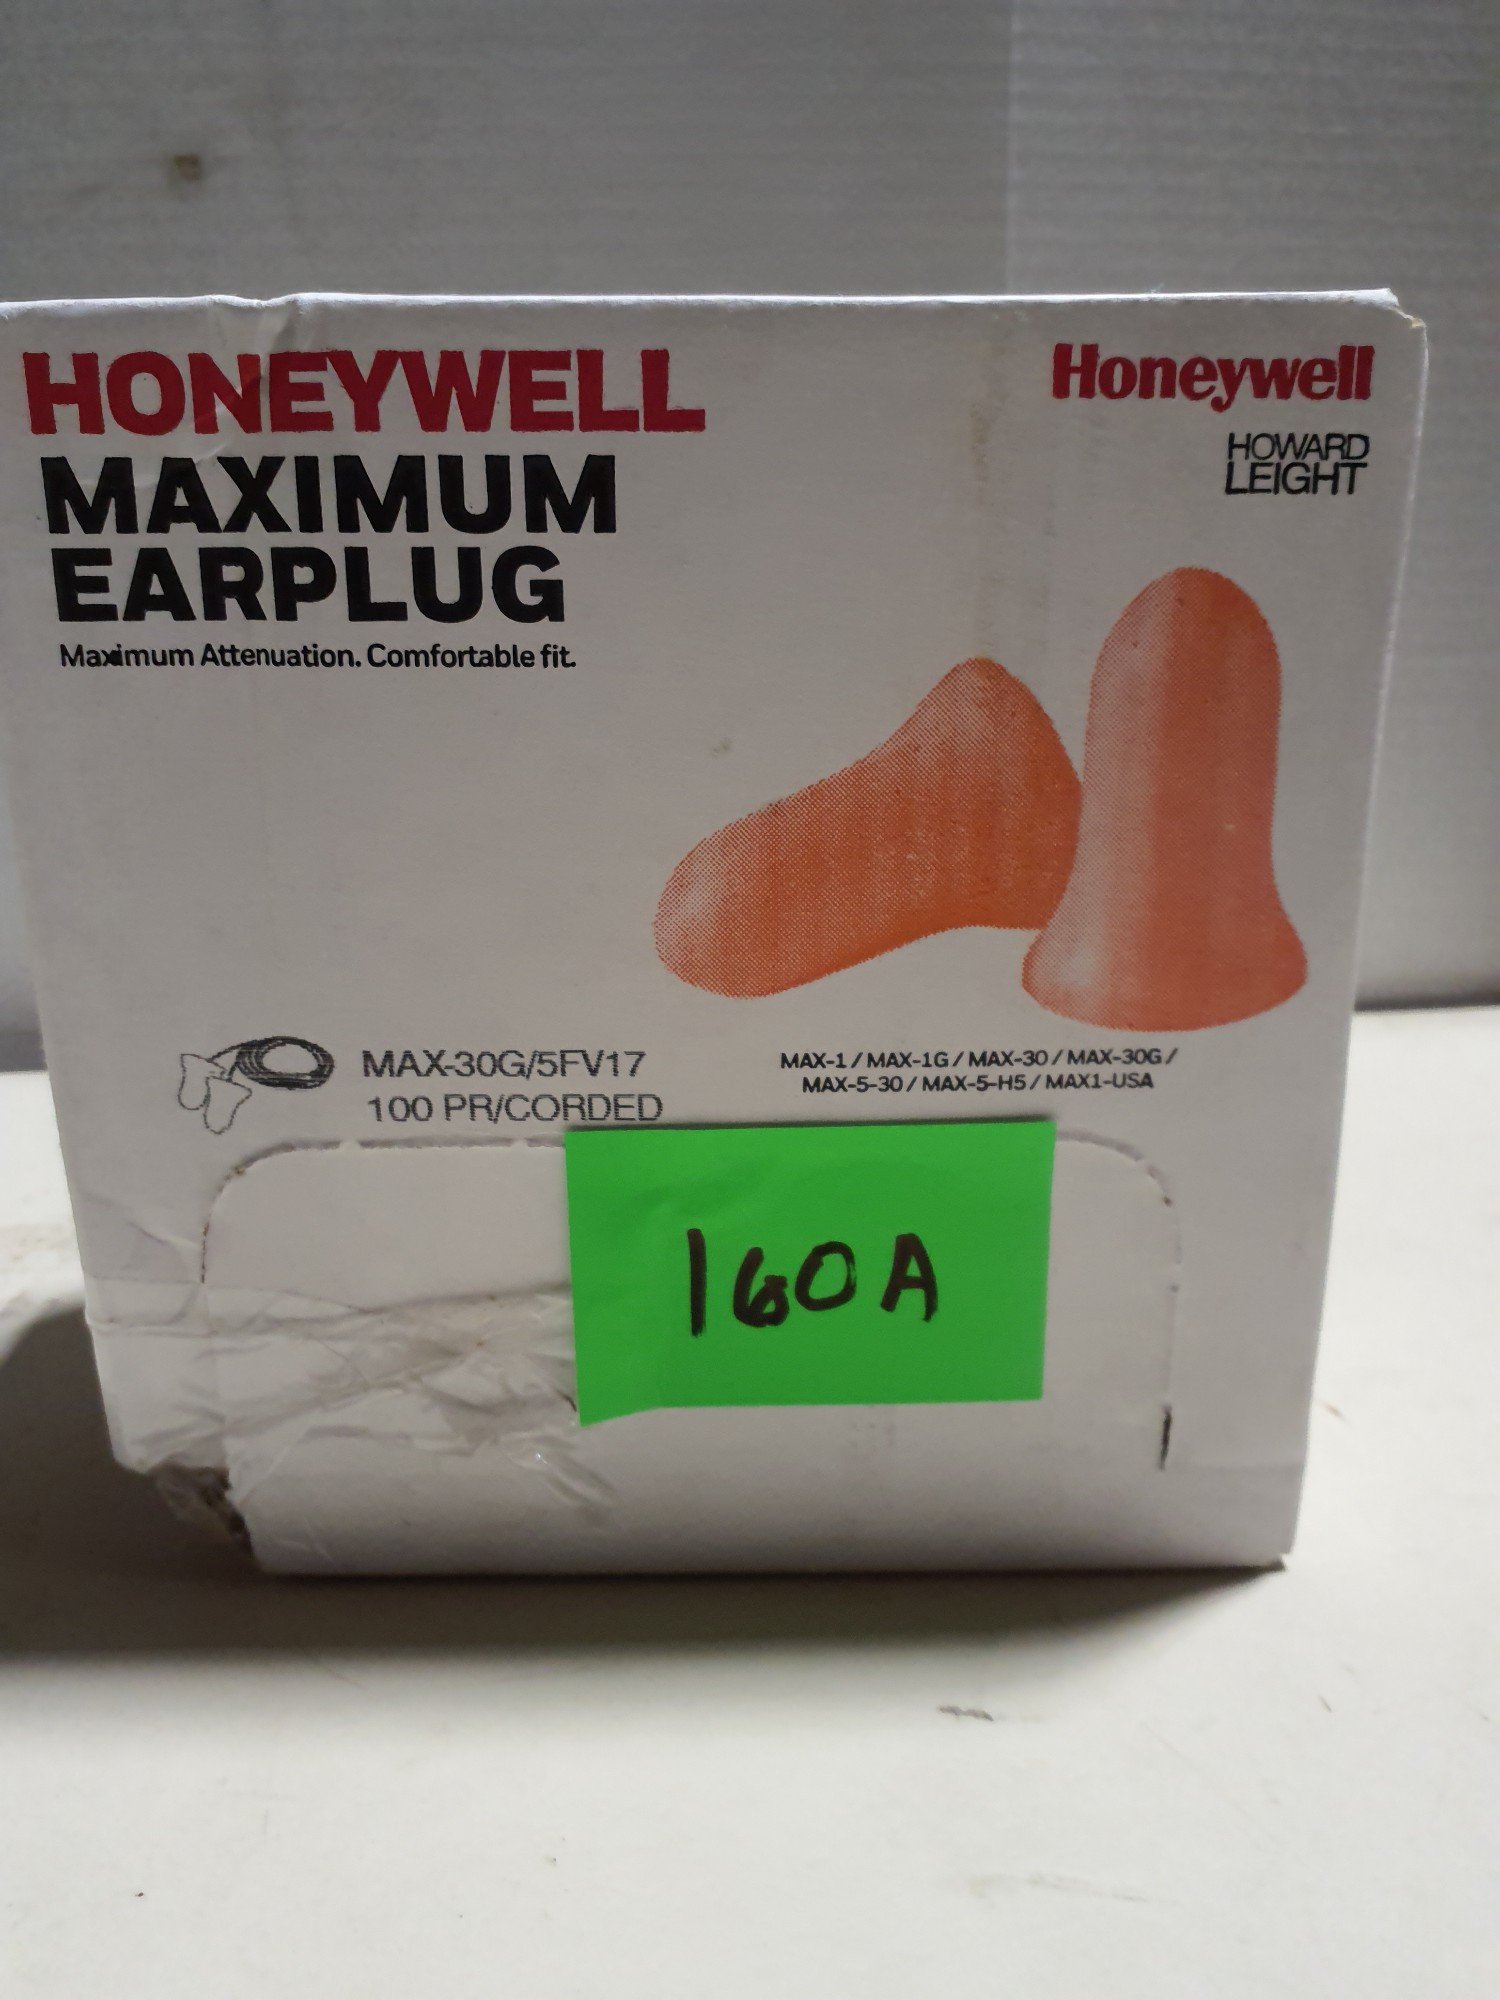 HONEYWELL
MAXIMUM
EARPLUG
Maximum Attenuation. Comfortable fit.
Honeywell
HOWARD
LEIGHT
MAX-30G/5FV17
100 PR/CORDED
MAX-1 / MAX-1G / MAX-30 / MAX-30G /
MAX-5-30 / MAX-5-H5 / MAX1-USA
160A